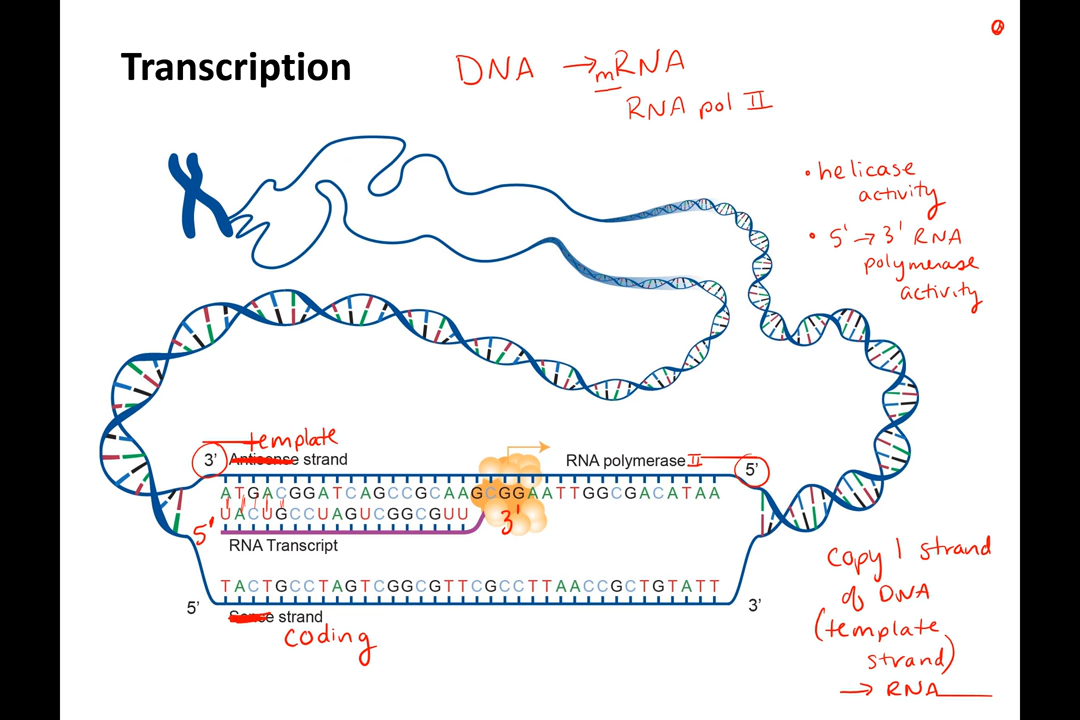 Transcription
DNA → mRNA
RNA pol II
• helicase
activity
• 5' → 3' RNA
polymerase
activity
template
3' Antisense strand
RNA polymerase II 5'
ATGACGGATCAGCCGCAAGCGGAATTGGCGACATAA
UACUGCCUAGUCGGCGUU
5' 3'
RNA Transcript
TACTGCCTAGTCGGCGTTCGCCTTAACCGCTGTATT
5' 3'
Sense strand
coding
copy 1 strand
of DNA
(template
strand)
→ RNA